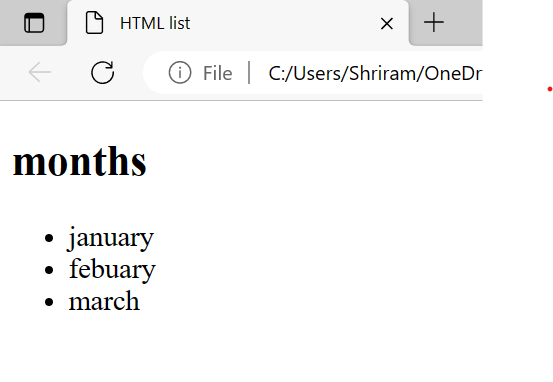 HTML list
File | C:/Users/Shriram/OneDr
months
• january
• febuary
• march